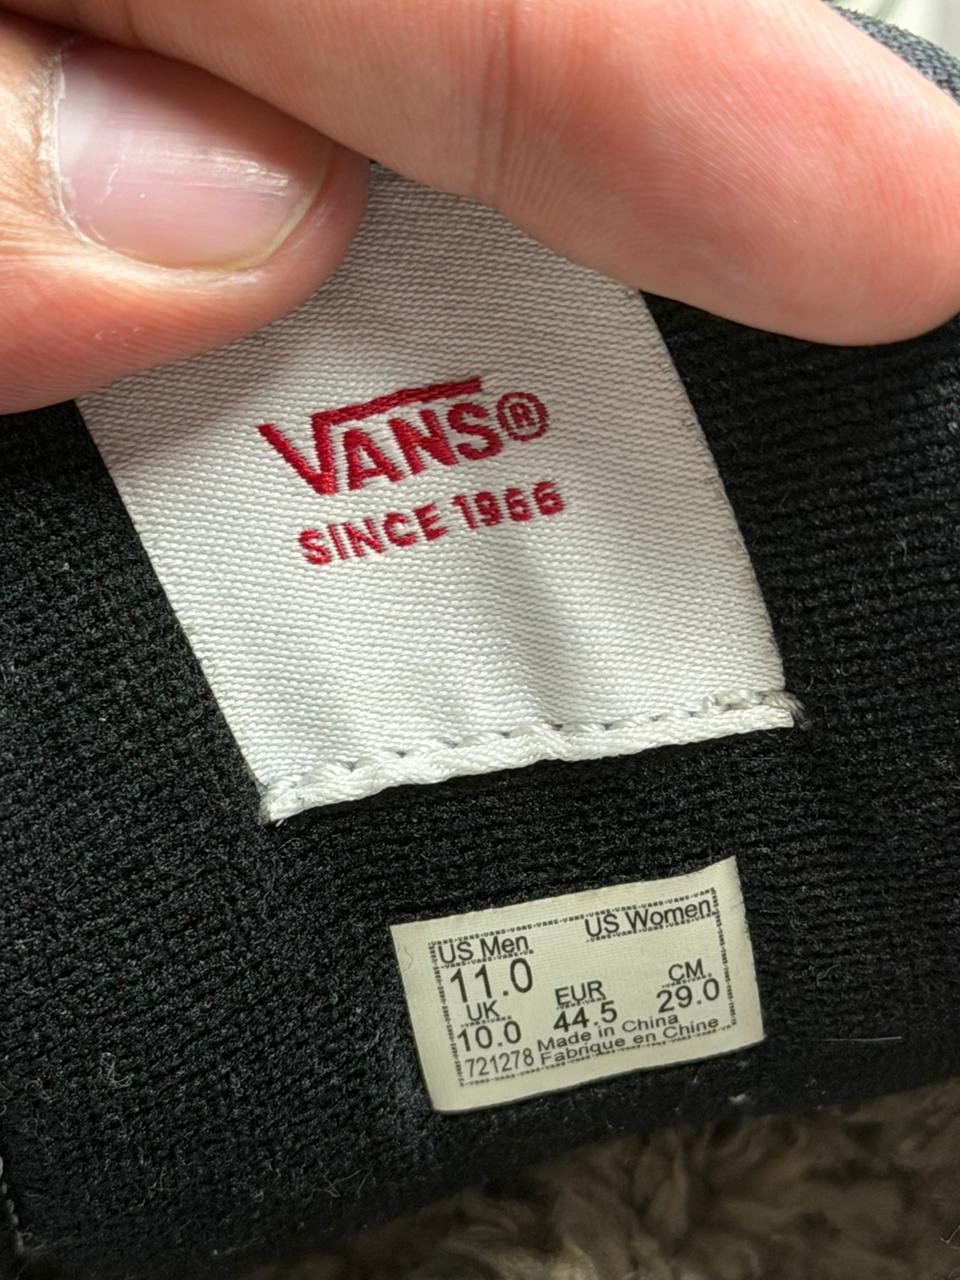 VANS®
SINCE 1966
US Men. US Women.
11.0
UK EUR CM.
10.0 44.5 29.0
Made in China
721278 Fabrique en Chine